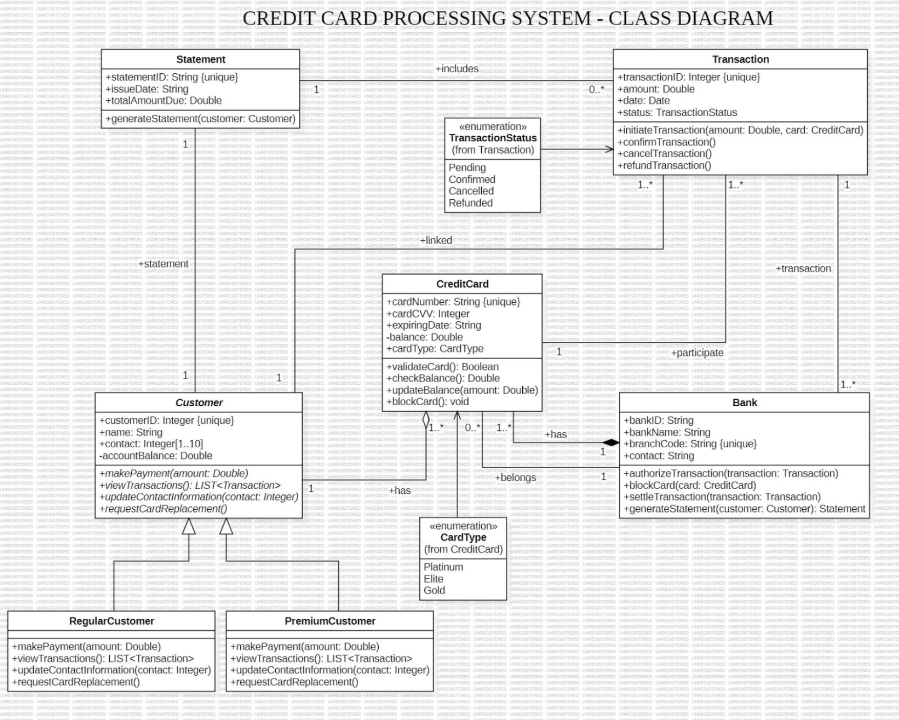 CREDIT CARD PROCESSING SYSTEM - CLASS DIAGRAM
Statement
+statementID: String {unique}
+issueDate: String
+totalAmountDue: Double
+generateStatement(customer: Customer)
+includes
1
0..*
Transaction
+transactionID: Integer {unique}
+amount: Double
+date: Date
+status: TransactionStatus
+initiateTransaction(amount: Double, card: CreditCard)
+confirmTransaction()
+cancelTransaction()
+refundTransaction()
«enumeration»
TransactionStatus
(from Transaction)
Pending
Confirmed
Cancelled
Refunded
1
1..*
1..*
1
+linked
+statement
+transaction
CreditCard
+cardNumber: String {unique}
+cardCVV: Integer
+expiringDate: String
-balance: Double
+cardType: CardType
+validateCard(): Boolean
+checkBalance(): Double
+updateBalance(amount: Double)
+blockCard(): void
1
+participate
1
1
1..*
Customer
+customerID: Integer {unique}
+name: String
+contact: Integer[1..10]
-accountBalance: Double
+makePayment(amount: Double)
+viewTransactions(): LIST<Transaction>
+updateContactInformation(contact: Integer)
+requestCardReplacement()
Bank
+bankID: String
+bankName: String
+branchCode: String {unique}
+contact: String
+authorizeTransaction(transaction: Transaction)
+blockCard(card: CreditCard)
+settleTransaction(transaction: Transaction)
+generateStatement(customer: Customer): Statement
1..*
0..*
1..*
+has
1
+belongs
1
1
+has
«enumeration»
CardType
(from CreditCard)
Platinum
Elite
Gold
RegularCustomer
+makePayment(amount: Double)
+viewTransactions(): LIST<Transaction>
+updateContactInformation(contact: Integer)
+requestCardReplacement()
PremiumCustomer
+makePayment(amount: Double)
+viewTransactions(): LIST<Transaction>
+updateContactInformation(contact: Integer)
+requestCardReplacement()